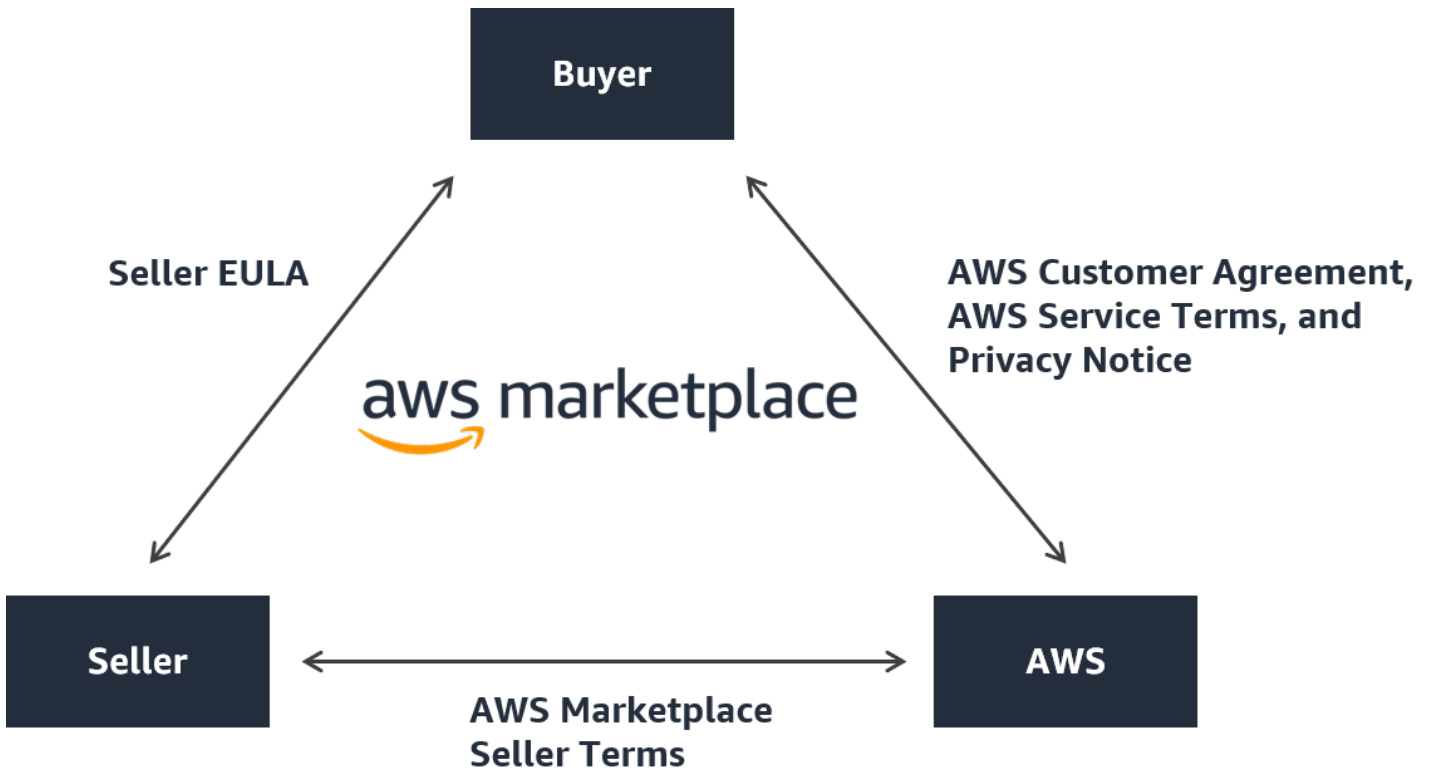 Buyer
Seller EULA
AWS Customer Agreement,
AWS Service Terms, and
Privacy Notice
aws marketplace
Seller
AWS
AWS Marketplace
Seller Terms